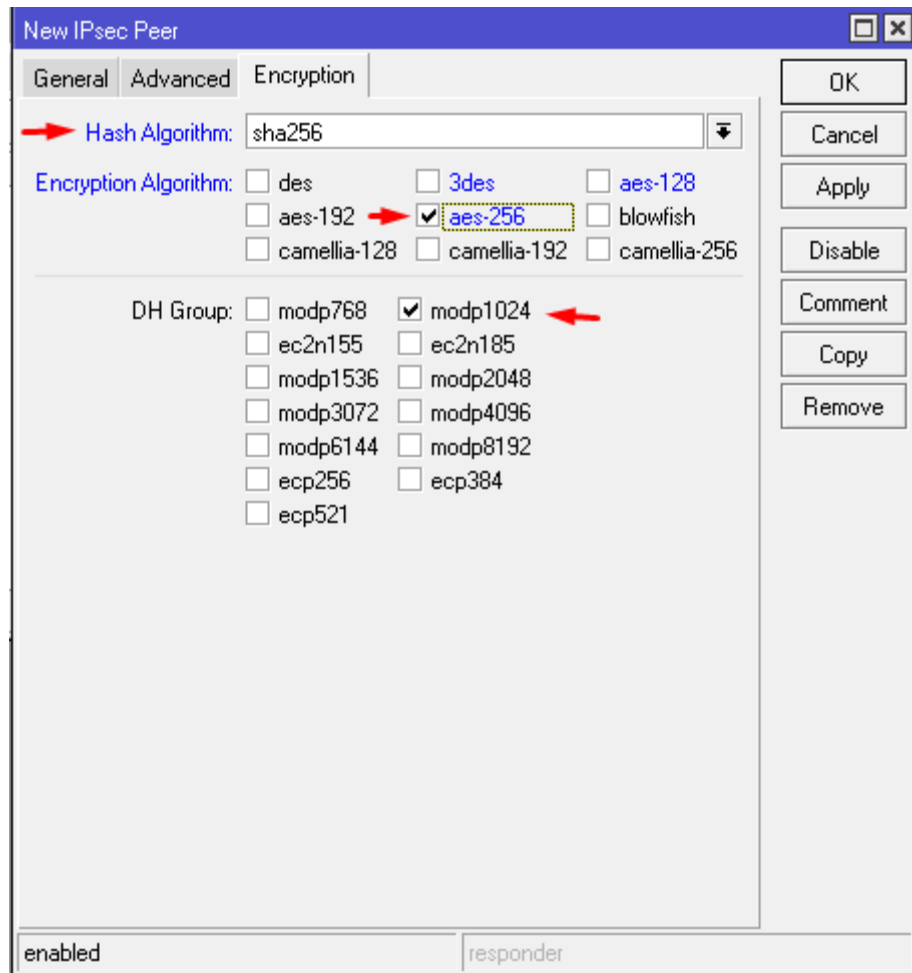 New IPsec Peer
General Advanced Encryption
OK
Hash Algorithm: sha256
Cancel
Encryption Algorithm: des 3des aes-128
Apply
aes-192 aes-256 blowfish
camellia-128 camellia-192 camellia-256
Disable
DH Group: modp768 modp1024
Comment
ec2n155 ec2n185
Copy
modp1536 modp2048
modp3072 modp4096
Remove
modp6144 modp8192
ecp256 ecp384
ecp521
enabled responder